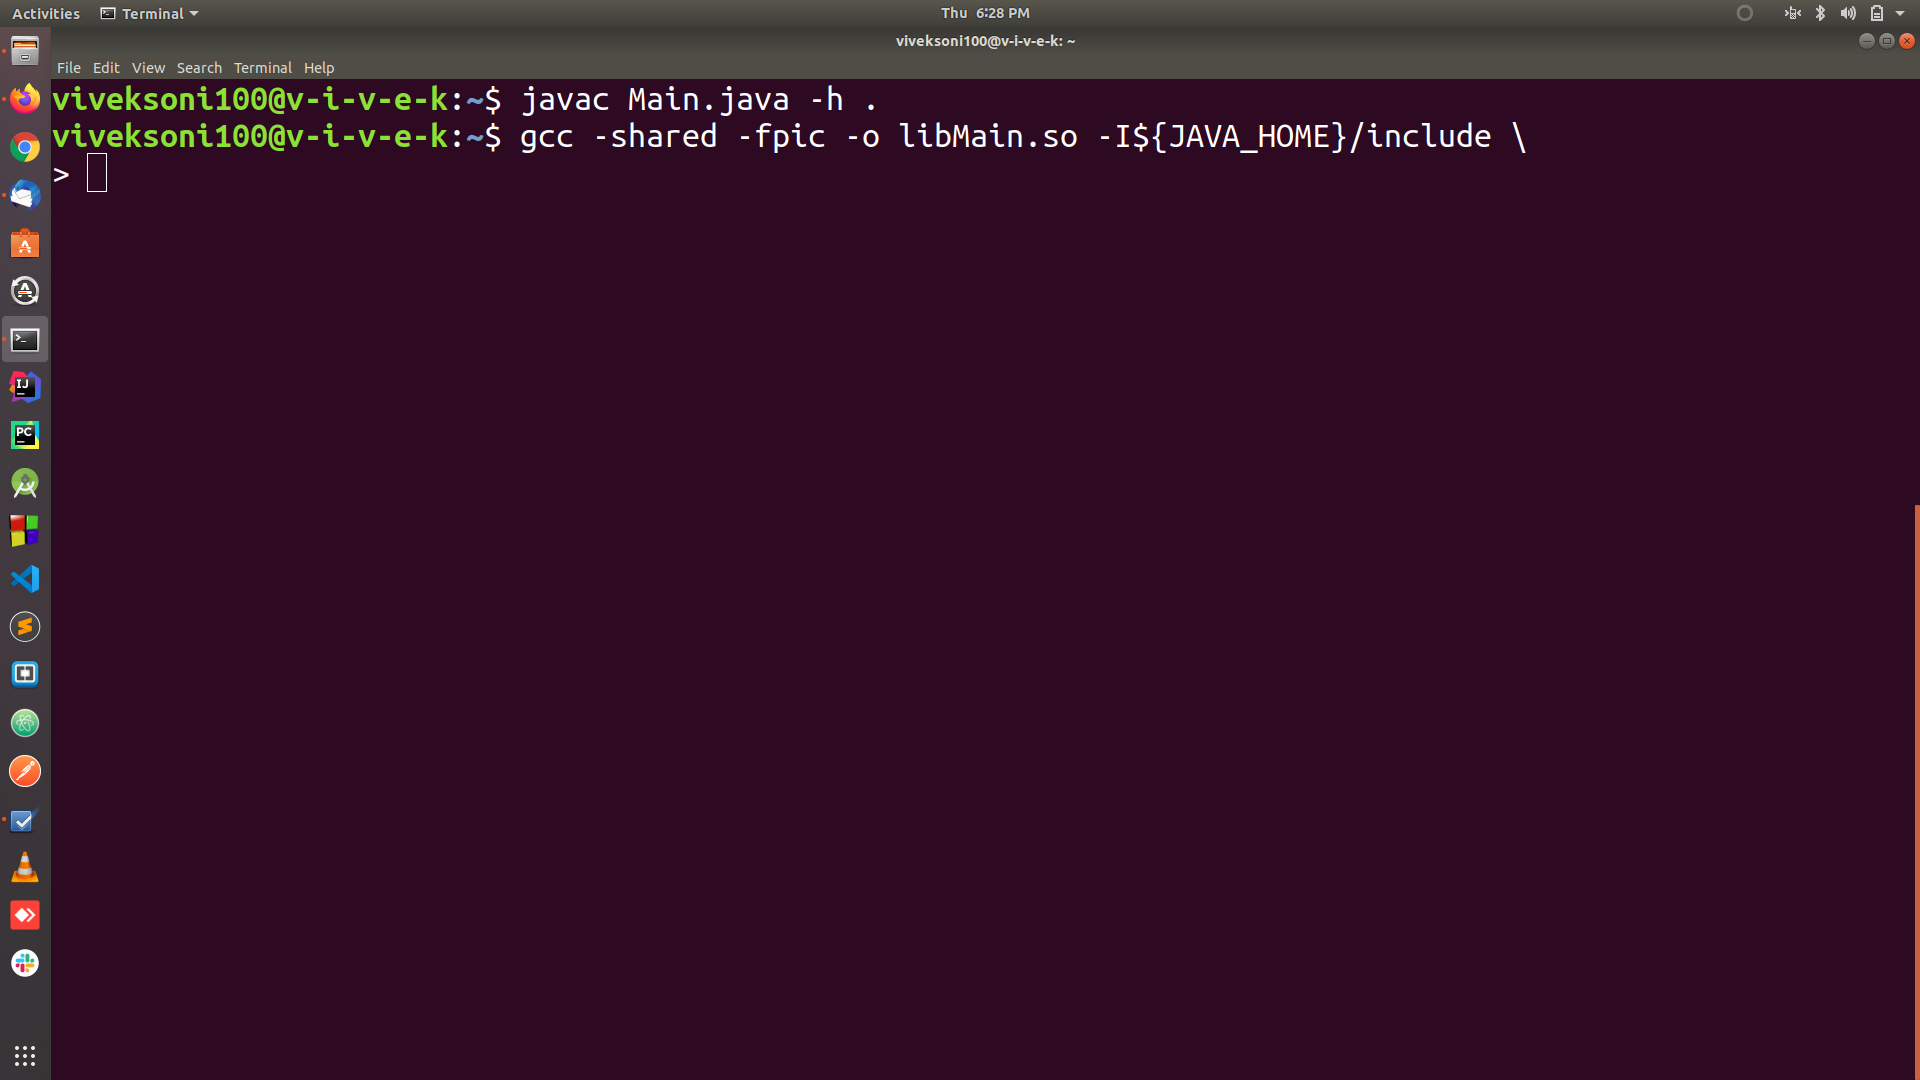 Activities Terminal Thu 6:28 PM
viveksoni100@v-i-v-e-k: ~
File Edit View Search Terminal Help
viveksoni100@v-i-v-e-k:~$ javac Main.java -h .
viveksoni100@v-i-v-e-k:~$ gcc -shared -fpic -o libMain.so -I${JAVA_HOME}/include \
>
IJ
PC